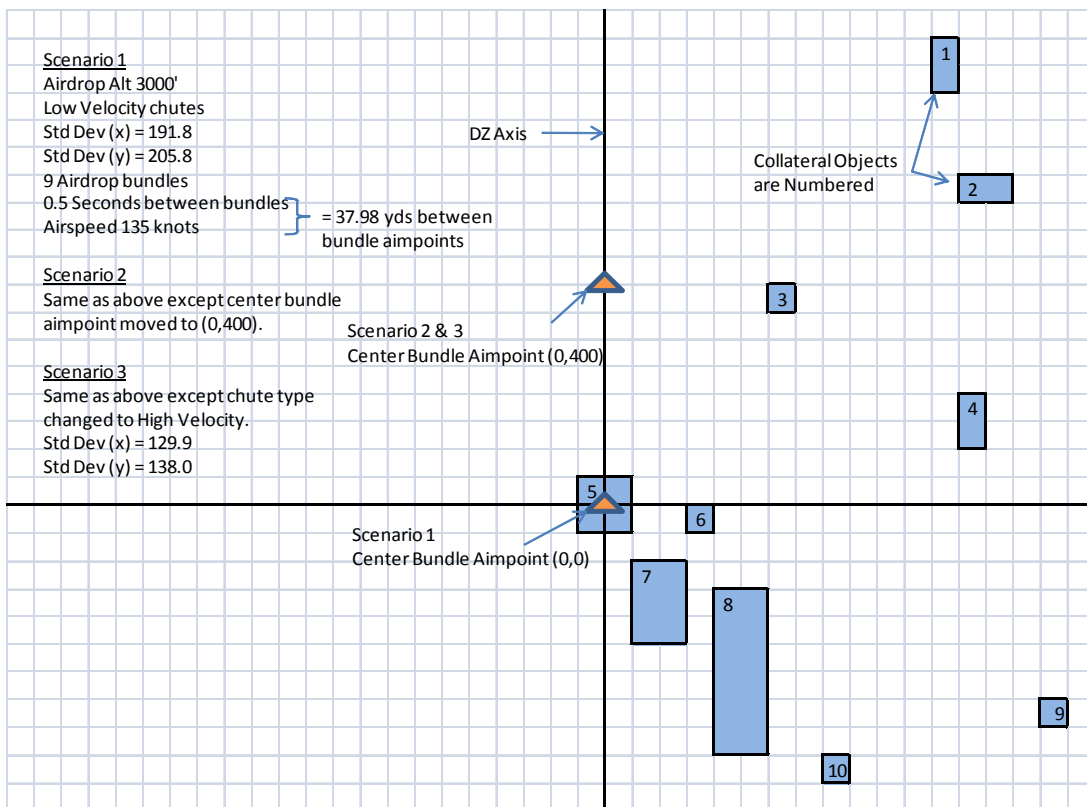 Scenario 1
Airdrop Alt 3000'
Low Velocity chutes
Std Dev (x) = 191.8
Std Dev (y) = 205.8
9 Airdrop bundles
0.5 Seconds between bundles
Airspeed 135 knots
= 37.98 yds between
bundle aimpoints
Scenario 2
Same as above except center bundle
aimpoint moved to (0,400).
Scenario 3
Same as above except chute type
changed to High Velocity.
Std Dev (x) = 129.9
Std Dev (y) = 138.0
DZ Axis
Collateral Objects
are Numbered
Scenario 2 & 3
Center Bundle Aimpoint (0,400)
Scenario 1
Center Bundle Aimpoint (0,0)
1
2
3
4
5
6
7
8
9
10